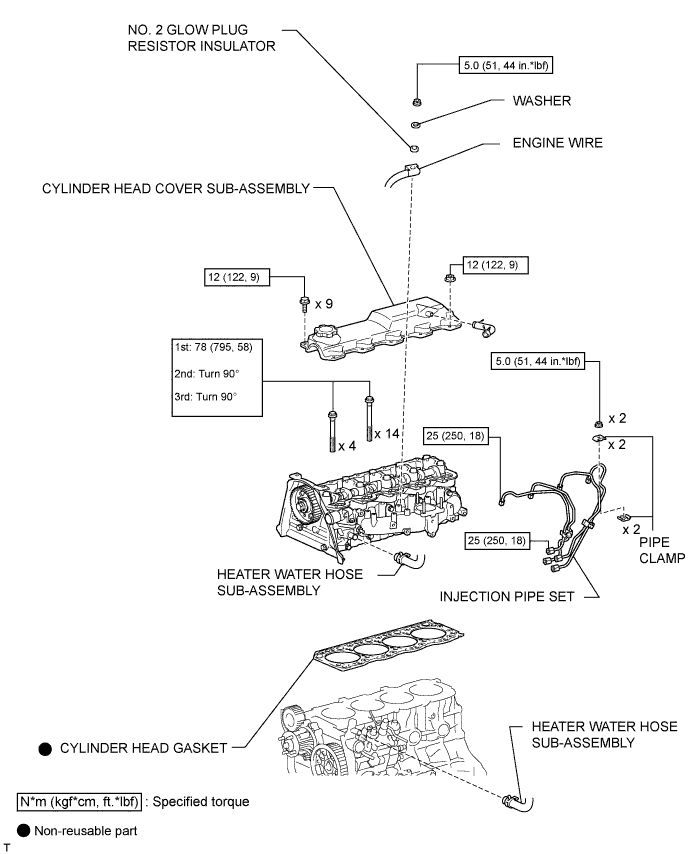 NO. 2 GLOW PLUG
RESISTOR INSULATOR
5.0 (51, 44 in.*lbf)
WASHER
ENGINE WIRE
CYLINDER HEAD COVER SUB-ASSEMBLY
12 (122, 9)
12 (122, 9)
x 9
1st: 78 (795, 58)
2nd: Turn 90°
3rd: Turn 90°
5.0 (51, 44 in.*lbf)
x 2
x 4
x 14
25 (250, 18)
x 2
25 (250, 18)
x 2
PIPE
CLAMP
HEATER WATER HOSE
SUB-ASSEMBLY
INJECTION PIPE SET
HEATER WATER HOSE
SUB-ASSEMBLY
CYLINDER HEAD GASKET
N*m (kgf*cm, ft.*lbf) : Specified torque
Non-reusable part
T